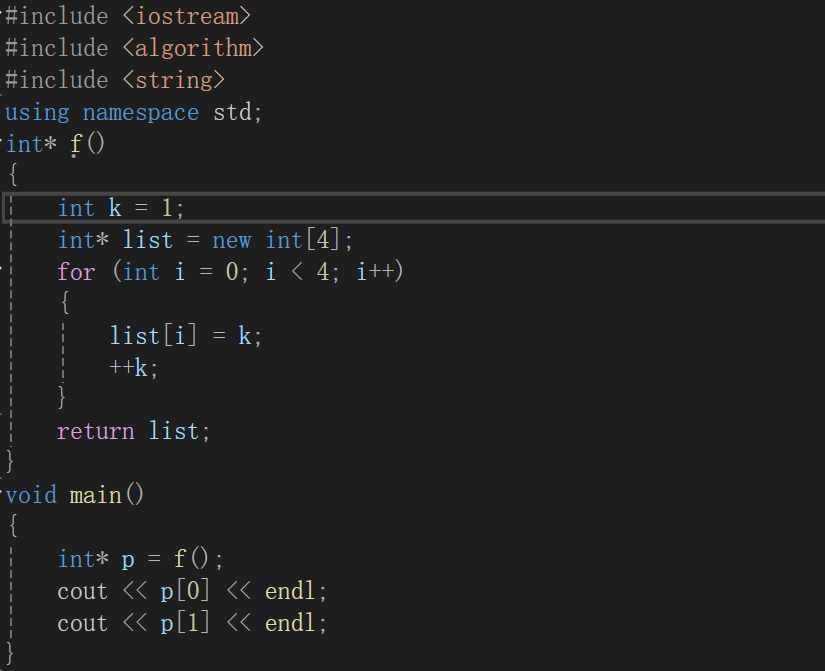 #include <iostream>
#include <algorithm>
#include <string>
using namespace std;
int* f()
{
    int k = 1;
    int* list = new int[4];
    for (int i = 0; i < 4; i++)
    {
        list[i] = k;
        ++k;
    }
    return list;
}
void main()
{
    int* p = f();
    cout << p[0] << endl;
    cout << p[1] << endl;
}